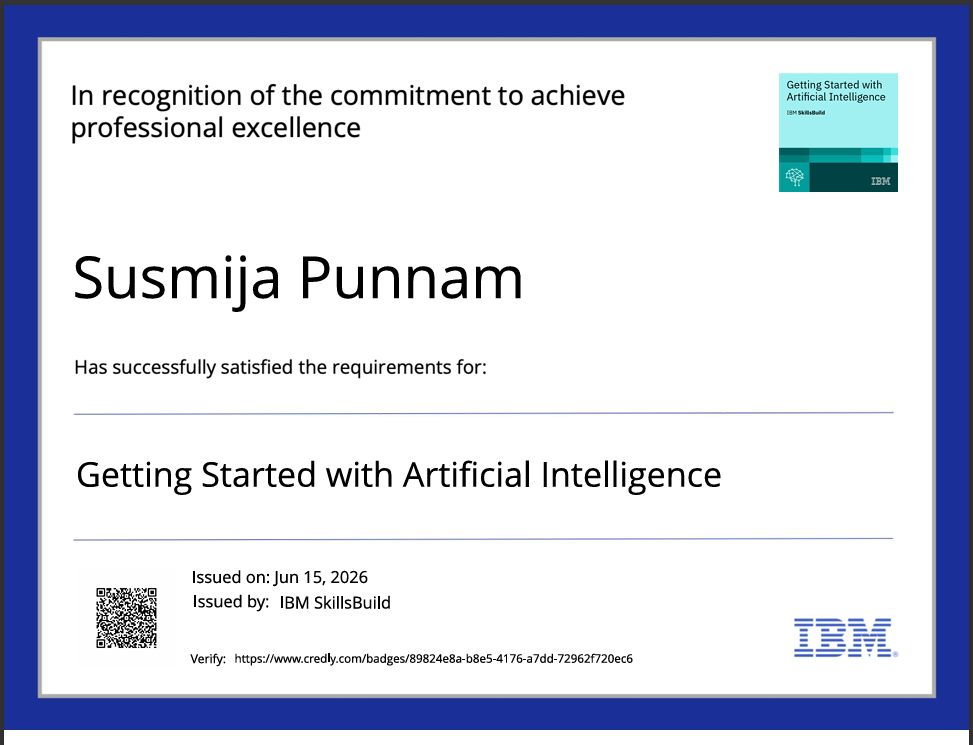 In recognition of the commitment to achieve
professional excellence
Getting Started with
Artificial Intelligence
IBM SkillsBuild
IBM
Susmija Punnam
Has successfully satisfied the requirements for:
Getting Started with Artificial Intelligence
Issued on: Jun 15, 2026
Issued by: IBM SkillsBuild
Verify: https://www.credly.com/badges/89824e8a-b8e5-4176-a7dd-72962f720ec6
IBM®